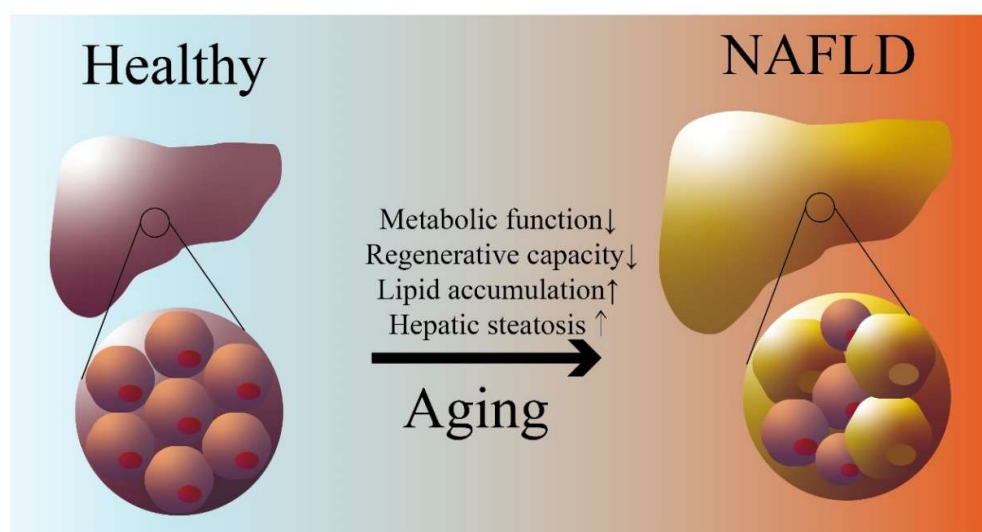 Healthy
NAFLD
Metabolic function↓
Regenerative capacity↓
Lipid accumulation↑
Hepatic steatosis ↑
Aging